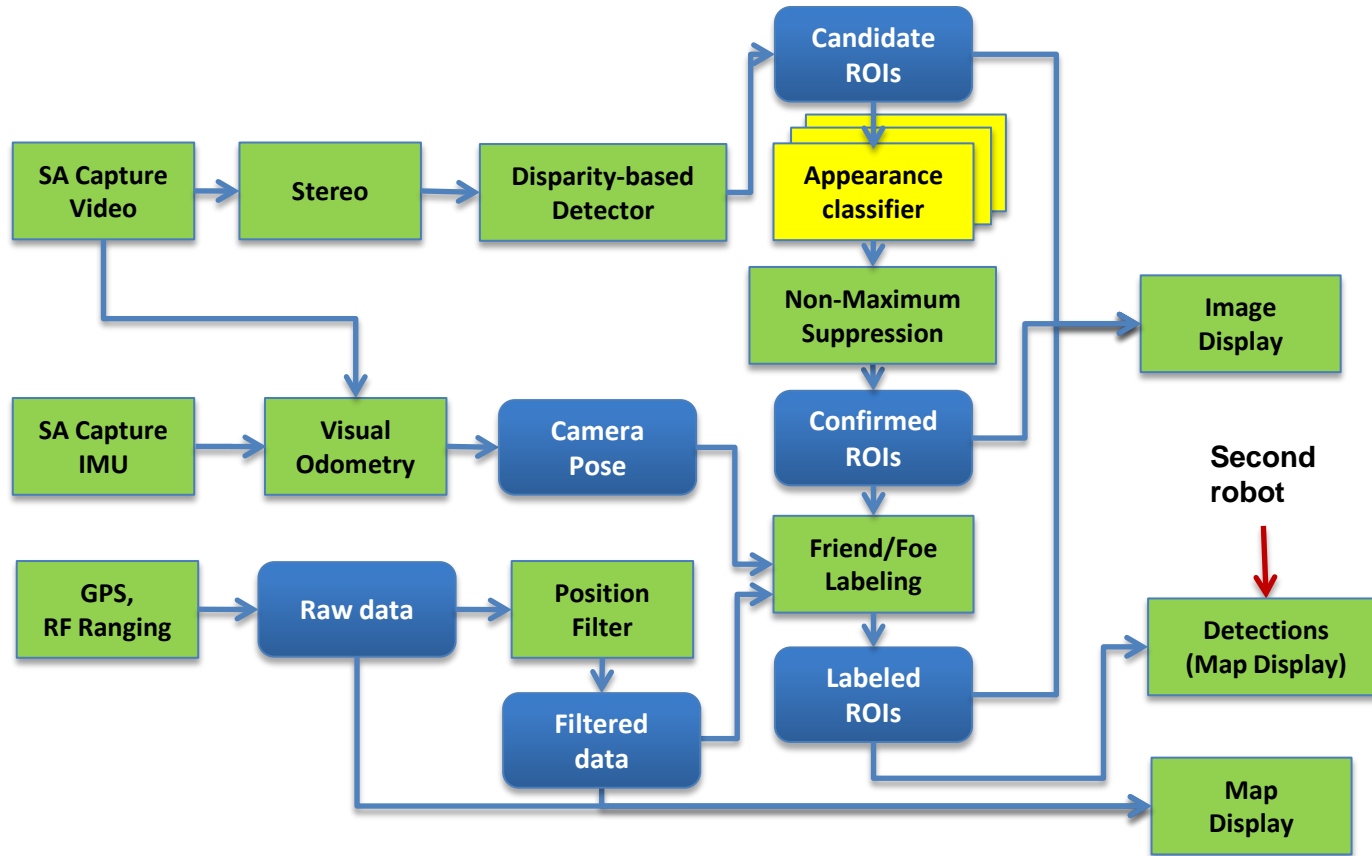 Candidate
ROIs
SA Capture
Video
Stereo
Disparity-based
Detector
Appearance
classifier
Non-Maximum
Suppression
Image
Display
SA Capture
IMU
Visual
Odometry
Camera
Pose
Confirmed
ROIs
Second
robot
GPS,
RF Ranging
Raw data
Position
Filter
Friend/Foe
Labeling
Detections
(Map Display)
Filtered
data
Labeled
ROIs
Map
Display